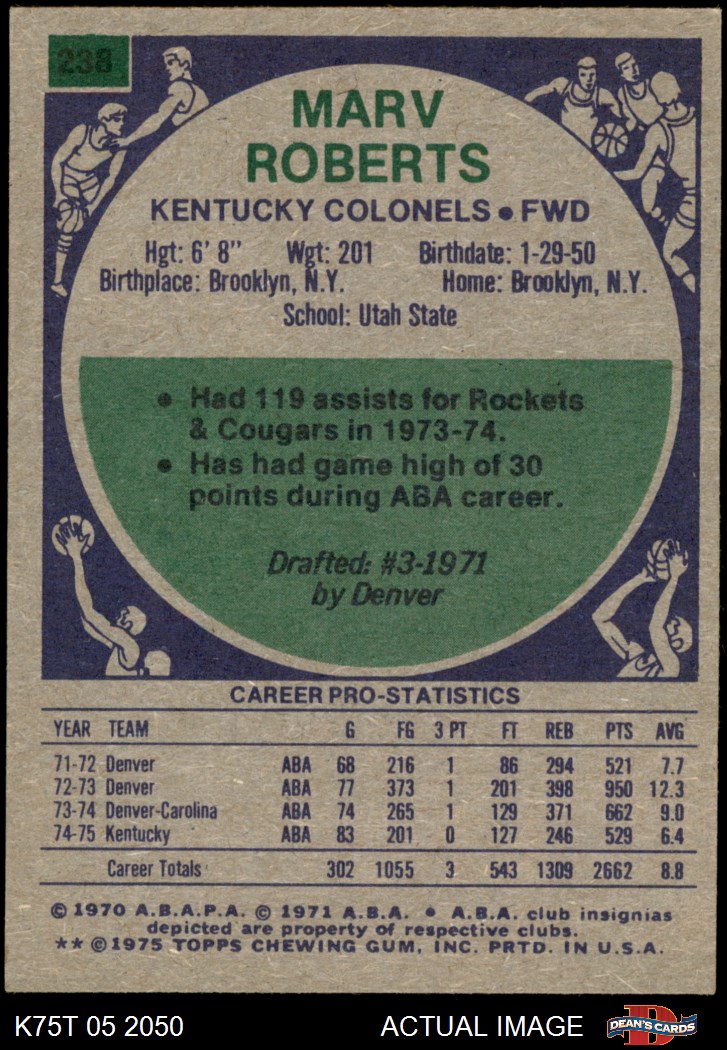 238
MARV
ROBERTS
KENTUCKY COLONELS • FWD
Hgt: 6' 8" Wgt: 201 Birthdate: 1-29-50
Birthplace: Brooklyn, N.Y. Home: Brooklyn, N.Y.
School: Utah State
• Had 119 assists for Rockets
& Cougars in 1973-74.
• Has had game high of 30
points during ABA career.
Drafted: #3-1971
by Denver
CAREER PRO-STATISTICS
YEAR TEAM G FG 3 PT FT REB PTS AVG
71-72 Denver ABA 68 216 1 86 294 521 7.7
72-73 Denver ABA 77 373 1 201 398 950 12.3
73-74 Denver-Carolina ABA 74 265 1 129 371 662 9.0
74-75 Kentucky ABA 83 201 0 127 246 529 6.4
Career Totals 302 1055 3 543 1309 2662 8.8
© 1970 A.B.A.P.A. © 1971 A.B.A. • A.B.A. club insignias
depicted are property of respective clubs.
** © 1975 TOPPS CHEWING GUM, INC. PRTD. IN U.S.A.
K75T 05 2050 ACTUAL IMAGE DEAN'S CARDS